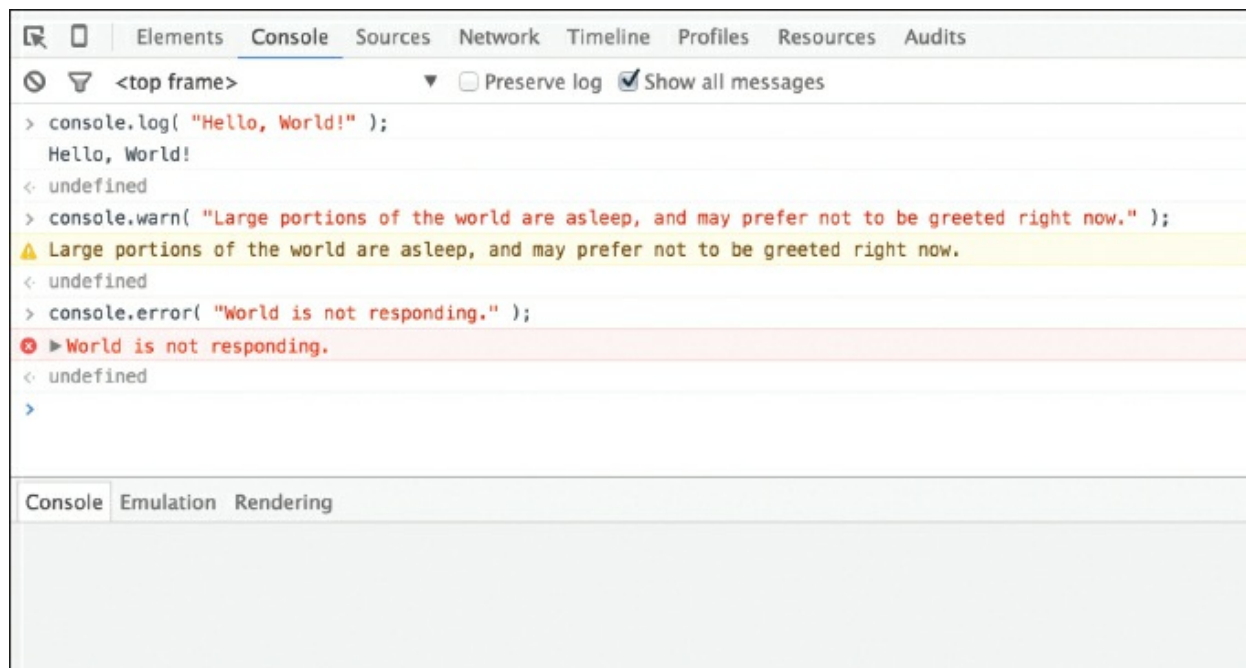 Elements Console Sources Network Timeline Profiles Resources Audits
<top frame> ▼ Preserve log Show all messages
> console.log( "Hello, World!" );
Hello, World!
<· undefined
> console.warn( "Large portions of the world are asleep, and may prefer not to be greeted right now." );
Large portions of the world are asleep, and may prefer not to be greeted right now.
<· undefined
> console.error( "World is not responding." );
▶World is not responding.
<· undefined
>
Console Emulation Rendering